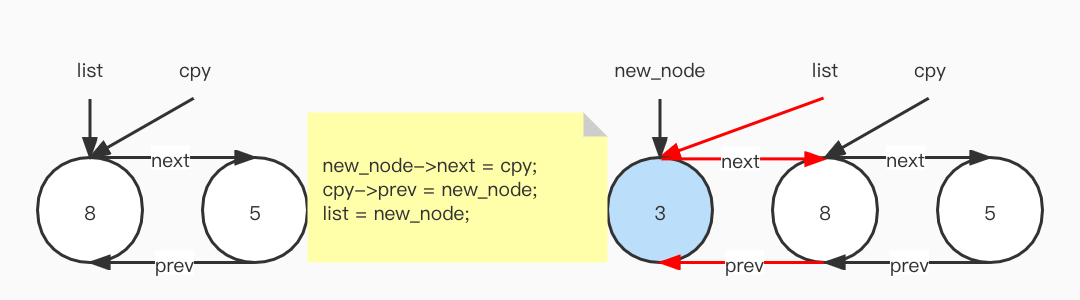 list
cpy
next
8
5
prev
new_node->next = cpy;
cpy->prev = new_node;
list = new_node;
new_node
list
cpy
next
next
3
8
5
prev
prev